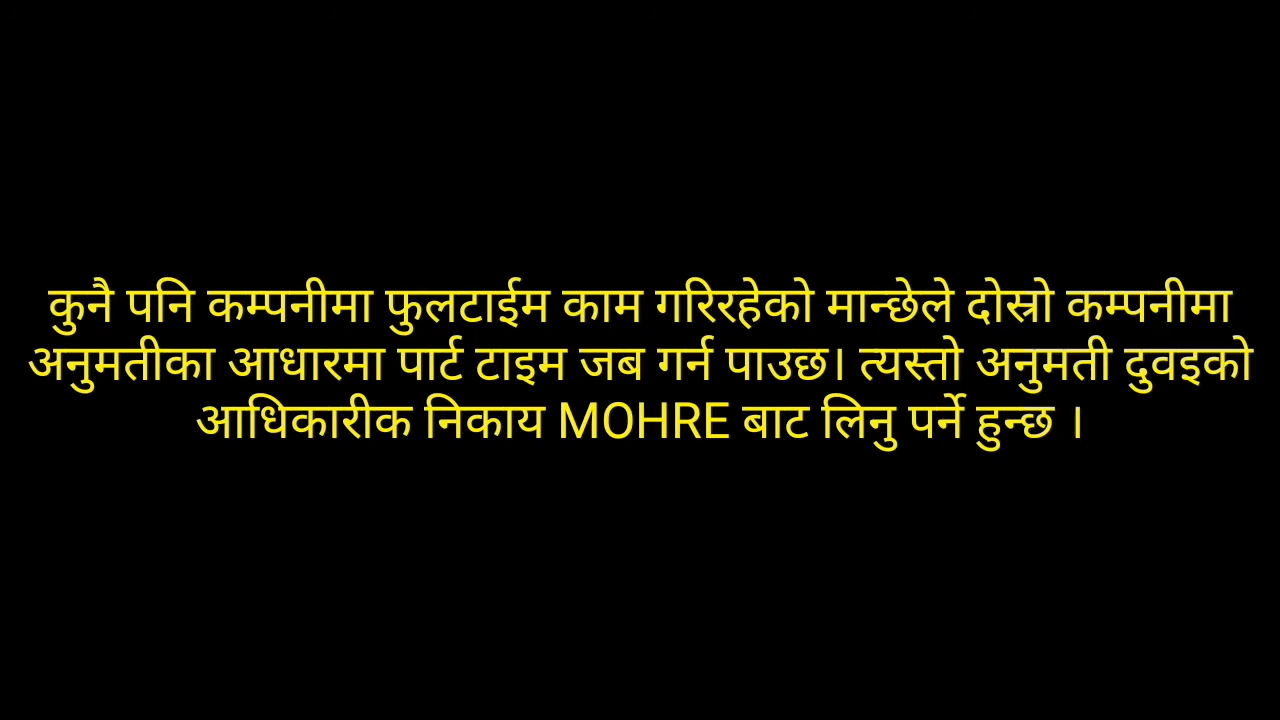 कुनै पनि कम्पनीमा फुलटाईम काम गरिरहेको मान्छेले दोस्रो कम्पनीमा
अनुमतीका आधारमा पार्ट टाइम जब गर्न पाउछ। त्यस्तो अनुमती दुवइको
आधिकारीक निकाय MOHRE बाट लिनु पर्ने हुन्छ ।